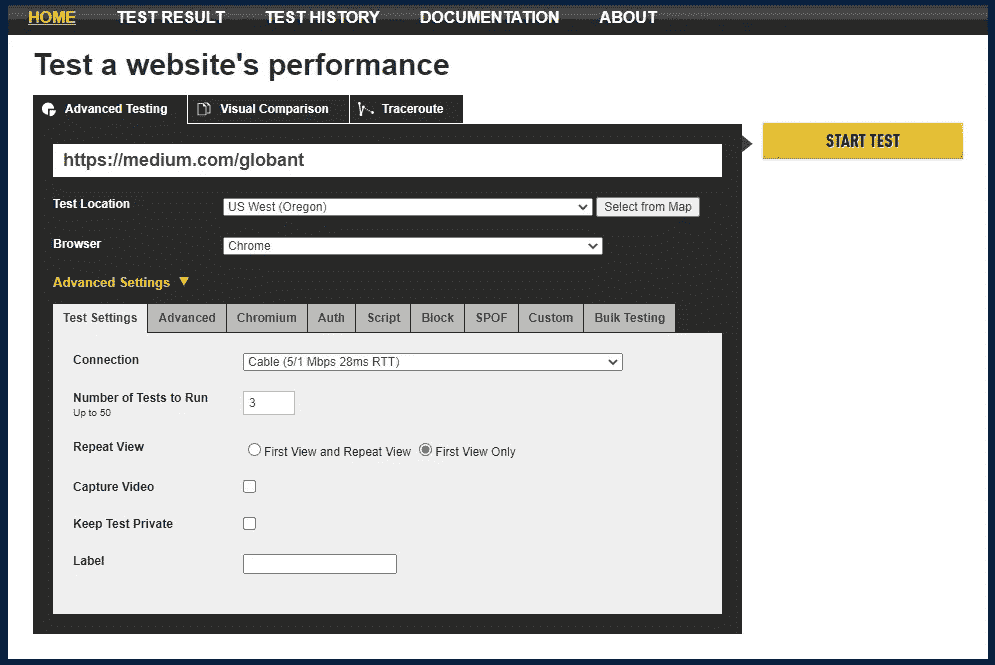 HOME TEST RESULT TEST HISTORY DOCUMENTATION ABOUT
Test a website's performance
Advanced Testing Visual Comparison Traceroute
https://medium.com/globant
START TEST
Test Location US West (Oregon) Select from Map
Browser Chrome
Advanced Settings
Test Settings Advanced Chromium Auth Script Block SPOF Custom Bulk Testing
Connection Cable (5/1 Mbps 28ms RTT)
Number of Tests to Run 3
Up to 50
Repeat View First View and Repeat View First View Only
Capture Video
Keep Test Private
Label